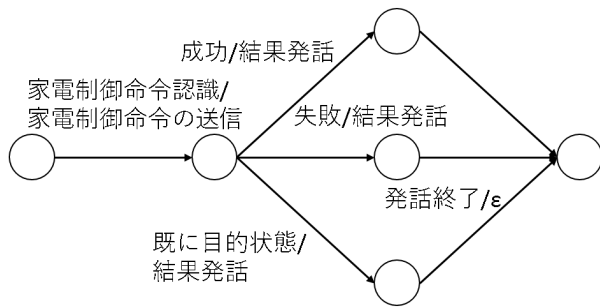 成功/結果発話
家電制御命令認識/
家電制御命令の送信
失敗/結果発話
発話終了/ε
既に目的状態/
結果発話